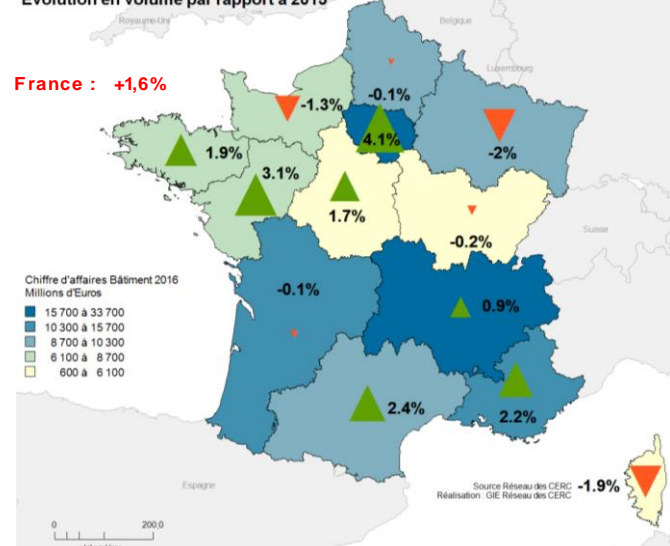 Evolution en volume par rapport à 2015
Royaume-Uni
Belgique
Luxembourg
France : +1,6%
-0.1%
-1.3%
4.1%
-2%
1.9%
3.1%
1.7%
-0.2%
Suisse
Chiffre d'affaires Bâtiment 2016
Millions d'Euros
15 700 à 33 700
10 300 à 15 700
8 700 à 10 300
6 100 à 8 700
600 à 6 100
-0.1%
0.9%
2.4%
2.2%
Espagne
Source Réseau des CERC
Réalisation : GIE Réseau des CERC
-1.9%
0
200,0